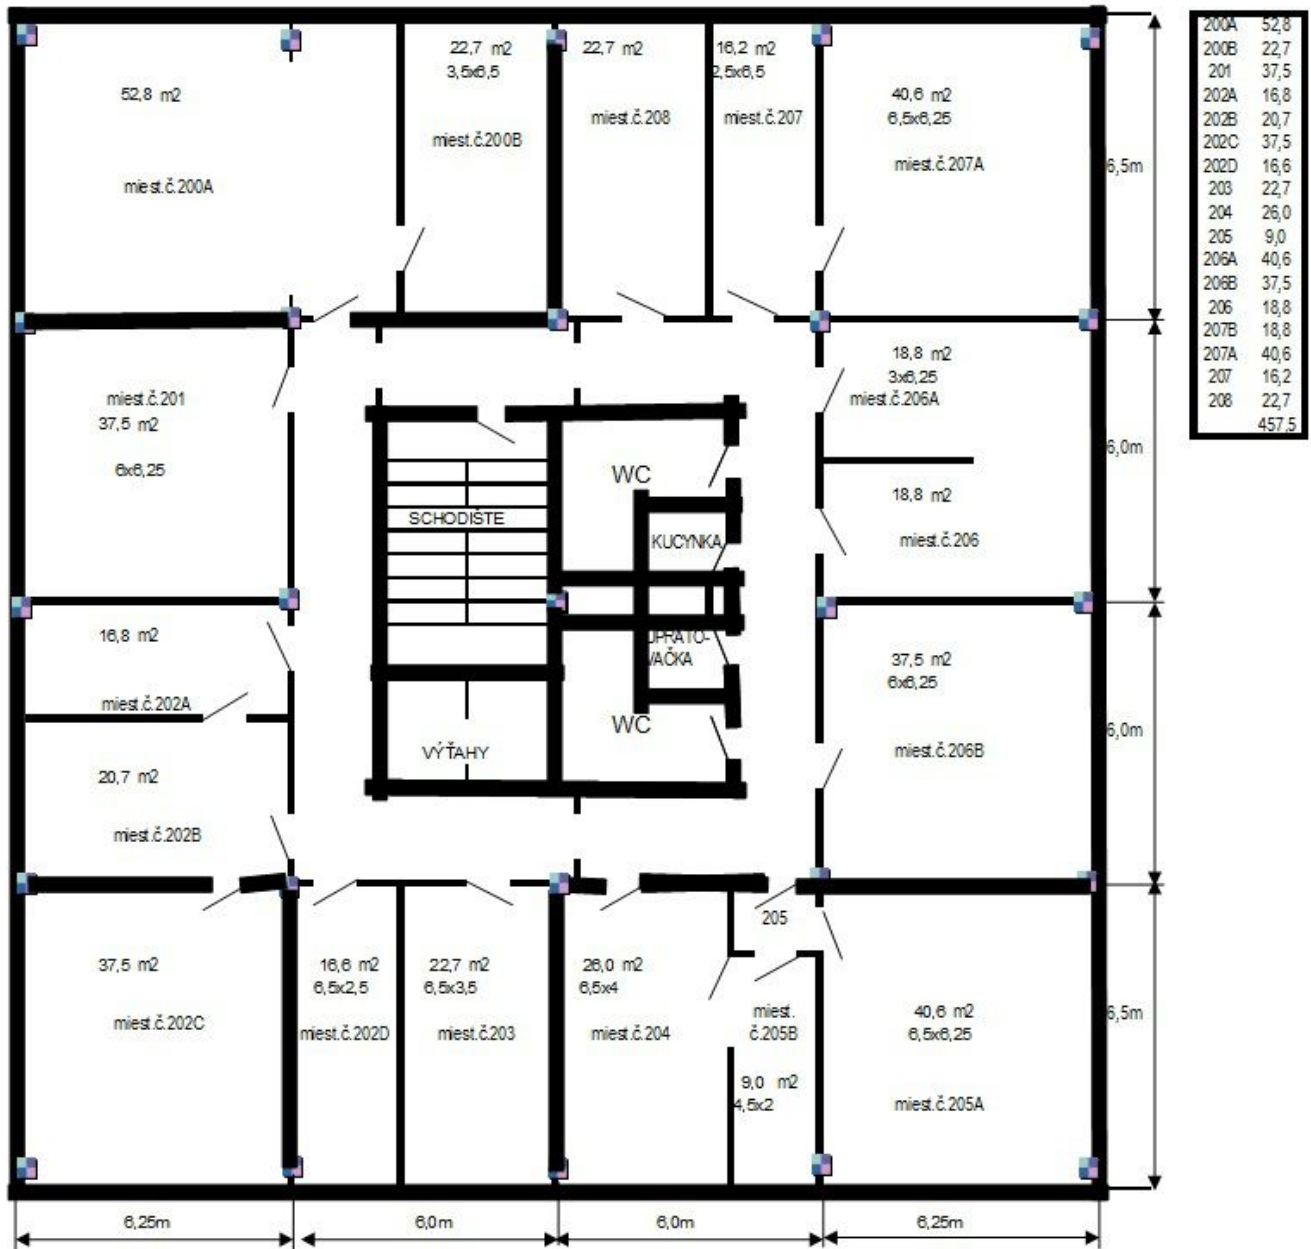 52,8 m2
miest.č.200A
22,7 m2
3,5x6,5
miest.č.200B
22,7 m2
miest.č.208
16,2 m2
2,5x6,5
miest.č.207
40,6 m2
6,5x6,25
miest.č.207A
6,5m
200A 52,8
200B 22,7
201 37,5
202A 16,8
202B 20,7
202C 37,5
202D 16,6
203 22,7
204 26,0
205 9,0
206A 40,6
206B 37,5
206 18,8
207B 18,8
207A 40,6
207 16,2
208 22,7
457,5
miest.č.201
37,5 m2
6x6,25
SCHODIŠTE
WC
KUCYNKA
18,8 m2
3x6,25
miest.č.206A
18,8 m2
miest.č.206
6,0m
16,8 m2
miest.č.202A
20,7 m2
miest.č.202B
VÝŤAHY
UPRATO-
VAČKA
WC
37,5 m2
6x6,25
miest.č.206B
6,0m
37,5 m2
miest.č.202C
16,6 m2
6,5x2,5
miest.č.202D
22,7 m2
6,5x3,5
miest.č.203
26,0 m2
6,5x4
miest.č.204
205
miest.
č.205B
9,0 m2
4,5x2
40,6 m2
6,5x6,25
miest.č.205A
6,5m
6,25m
6,0m
6,0m
6,25m